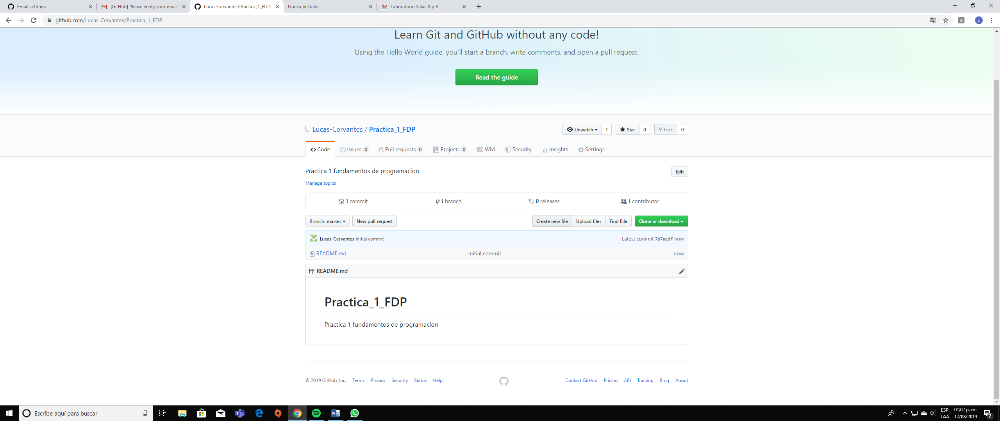 Email settings
[GitHub] Please verify your email
Lucas-Cervantes/Practica_1_FDP:
Nueva pestaña
Laboratorio Salas A y B
github.com/Lucas-Cervantes/Practica_1_FDP
9
L
Learn Git and GitHub without any code!
Using the Hello World guide, you’ll start a branch, write comments, and open a pull request.
Read the guide
Lucas-Cervantes / Practica_1_FDP
Unwatch 1
Star 0
Fork 0
Code
Issues 0
Pull requests 0
Projects 0
Wiki
Security
Insights
Settings
Practica 1 fundamentos de programacion
Edit
Manage topics
1 commit
1 branch
0 releases
1 contributor
Branch: master
New pull request
Create new file
Upload files
Find File
Clone or download
Lucas-Cervantes Initial commit
Latest commit 7b7aedf now
README.md
Initial commit
now
README.md
Practica_1_FDP
Practica 1 fundamentos de programacion
© 2019 GitHub, Inc.
Terms
Privacy
Security
Status
Help
Contact GitHub
Pricing
API
Training
Blog
About
Escribe aquí para buscar
ESP
LAA
01:02 p. m.
17/08/2019
2